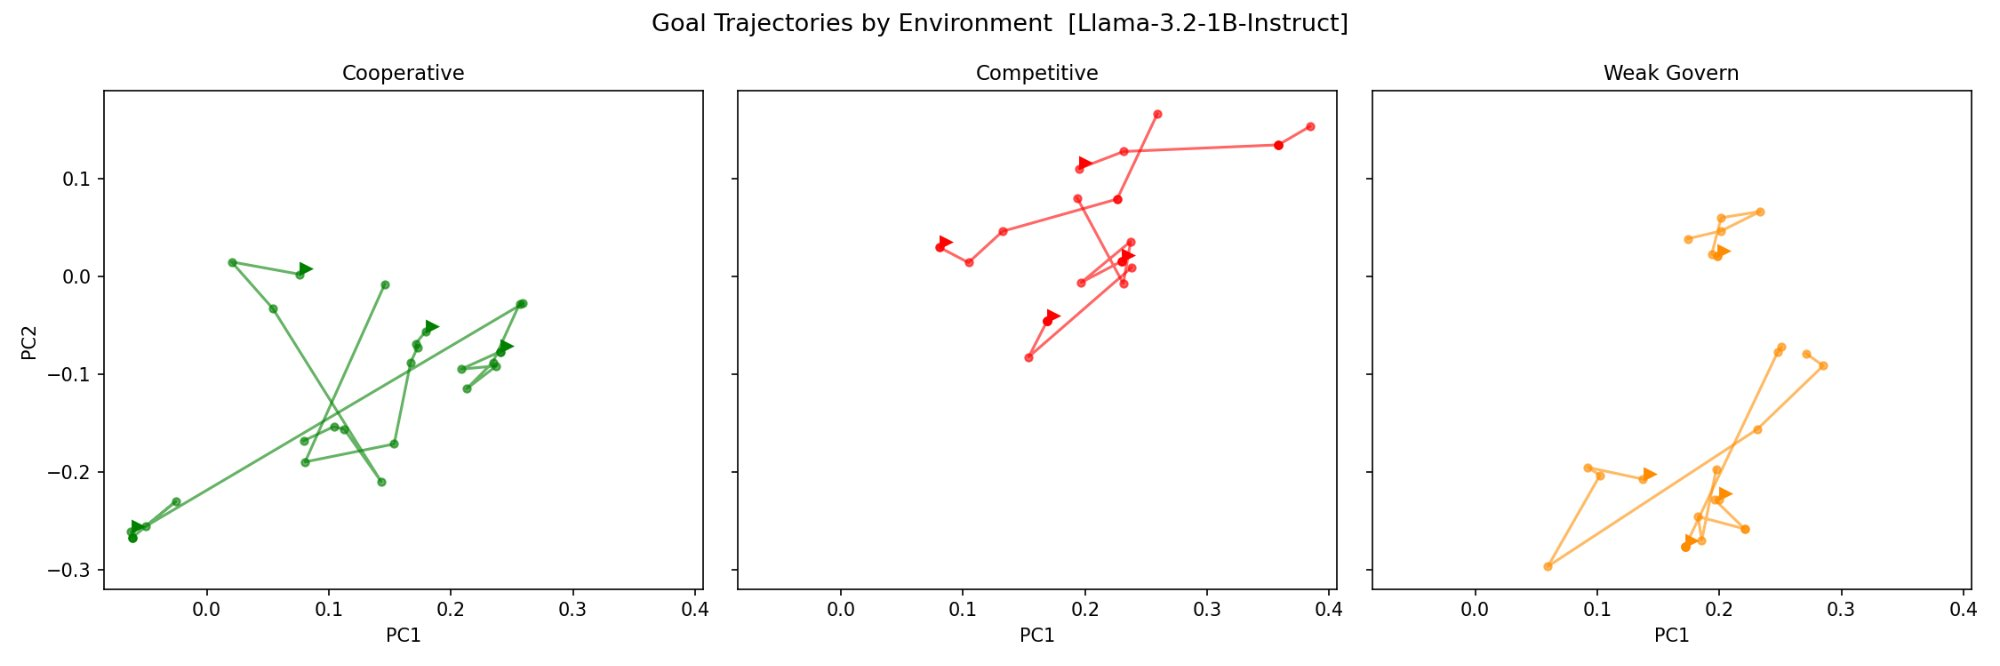 Goal Trajectories by Environment [Llama-3.2-1B-Instruct]
Cooperative
Competitive
Weak Govern
PC2
0.1
0.0
−0.1
−0.2
−0.3
0.0 0.1 0.2 0.3 0.4
0.0 0.1 0.2 0.3 0.4
0.0 0.1 0.2 0.3 0.4
PC1
PC1
PC1